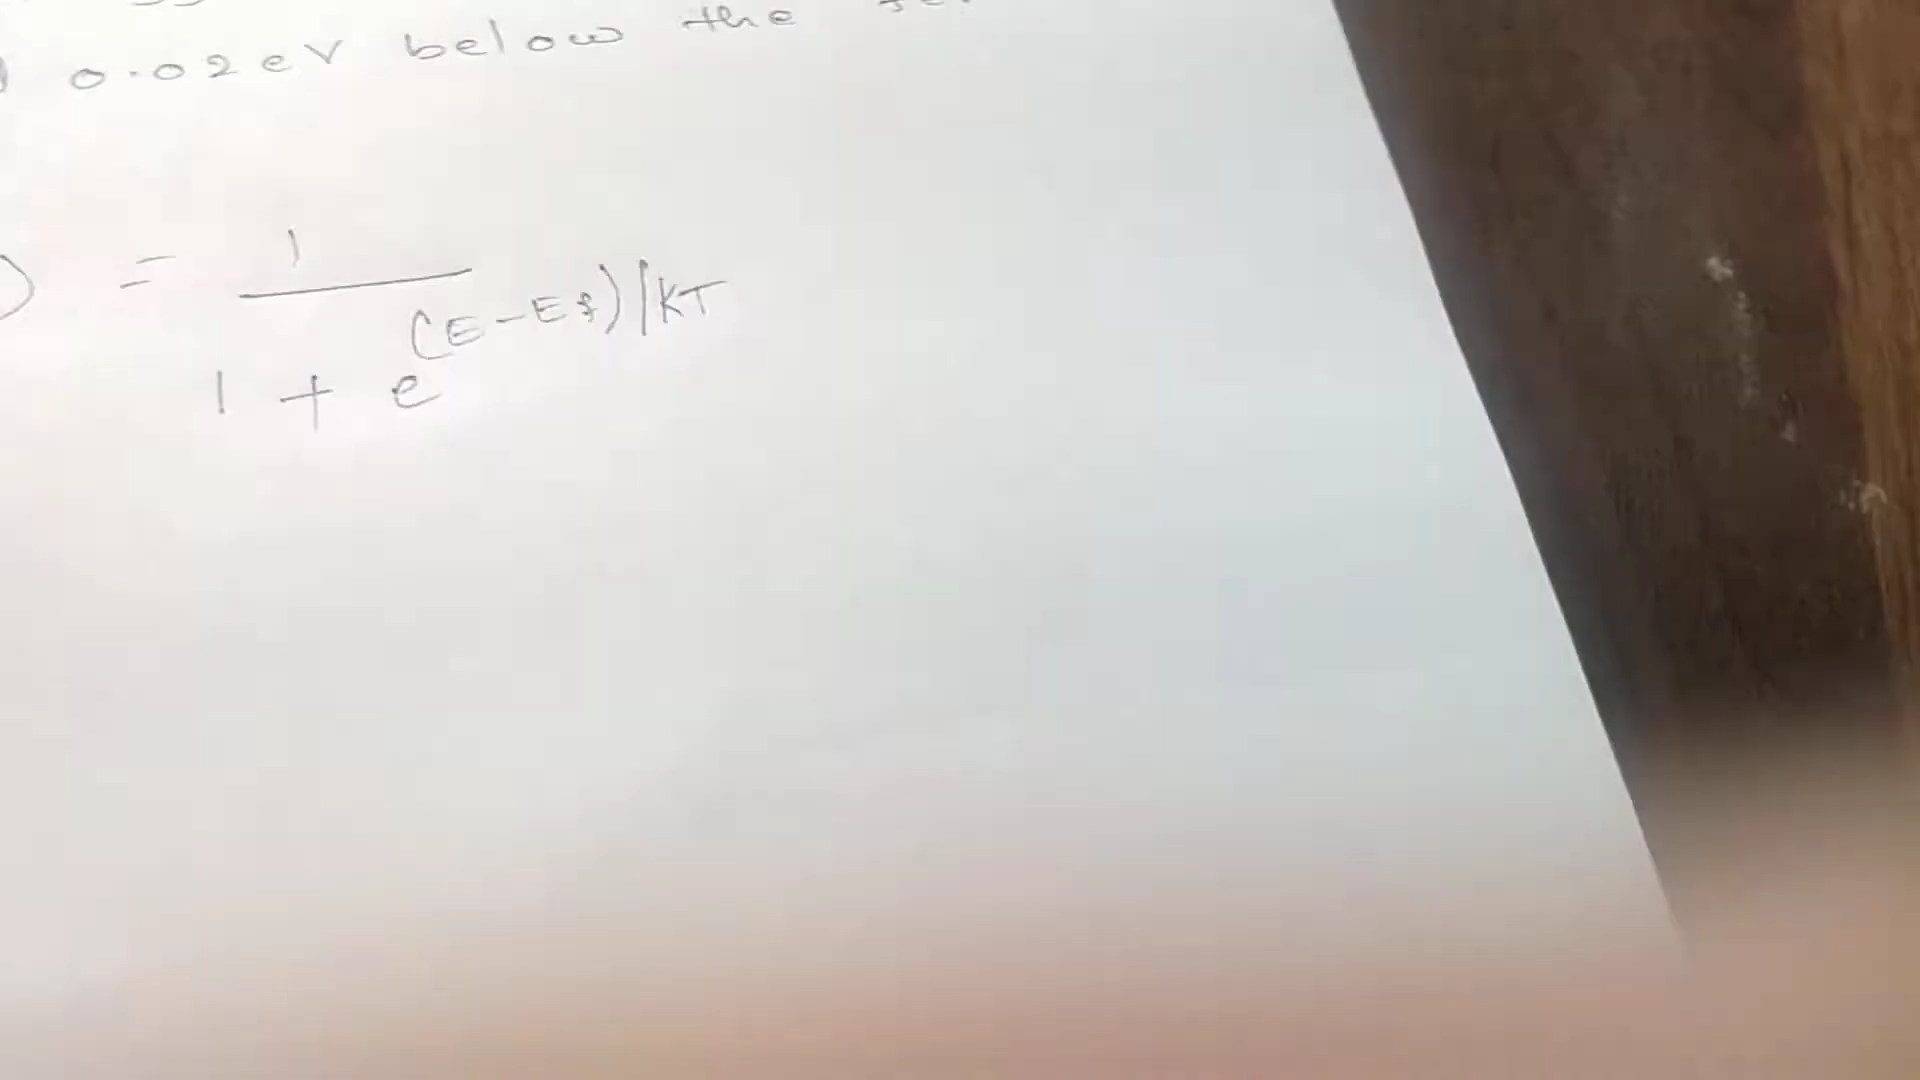 0.02eV below the
) = 1
(E-Ef)/KT
1 + e